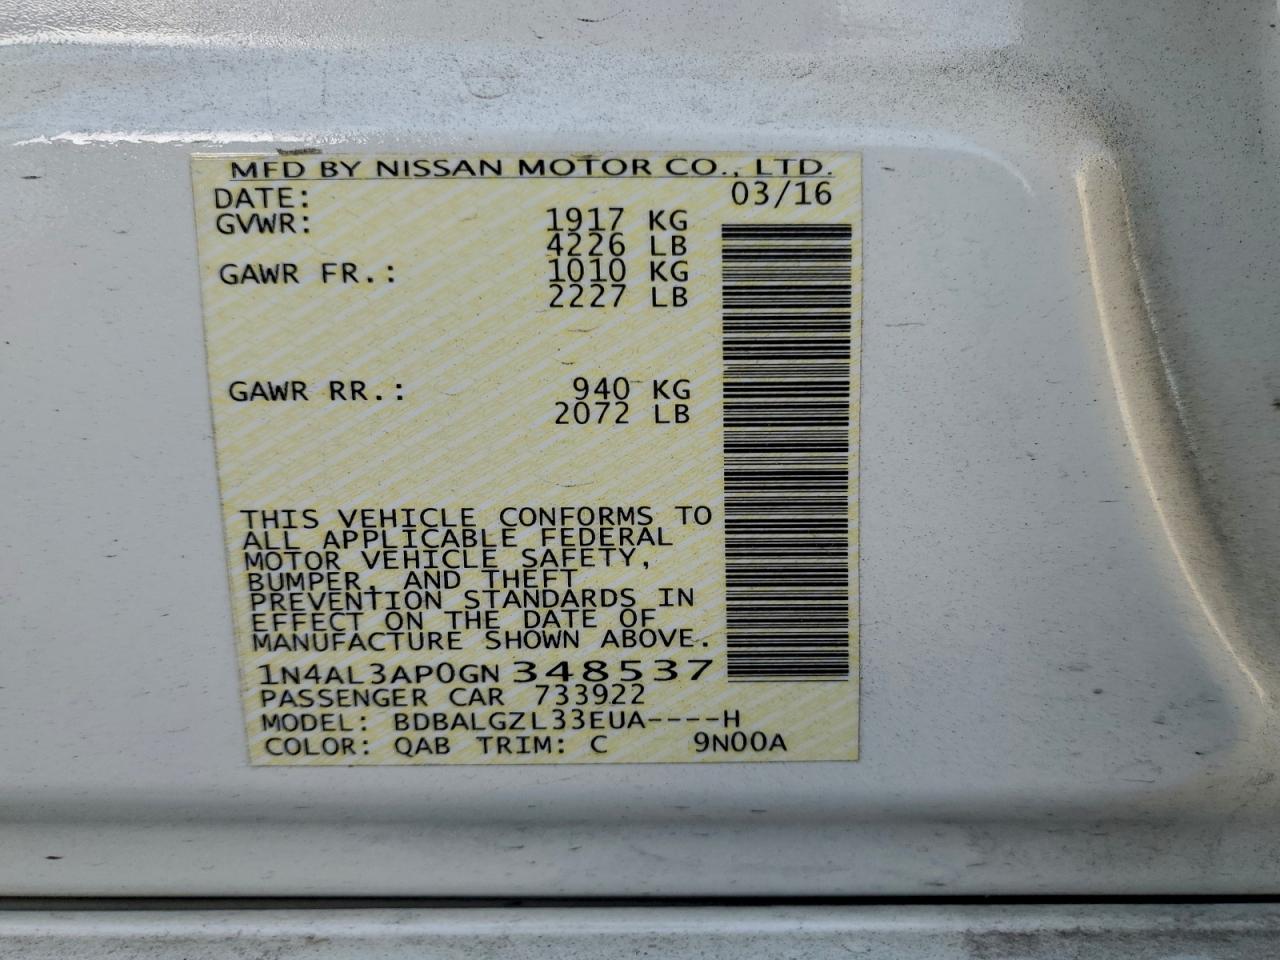 MFD BY NISSAN MOTOR CO., LTD.
DATE: 03/16
GVWR: 1917 KG
4226 LB
GAWR FR.: 1010 KG
2227 LB
GAWR RR.: 940 KG
2072 LB
THIS VEHICLE CONFORMS TO
ALL APPLICABLE FEDERAL
MOTOR VEHICLE SAFETY,
BUMPER, AND THEFT
PREVENTION STANDARDS IN
EFFECT ON THE DATE OF
MANUFACTURE SHOWN ABOVE.
1N4AL3AP0GN 348537
PASSENGER CAR 733922
MODEL: BDBALGZL33EUA----H
COLOR: QAB TRIM: C 9N00A